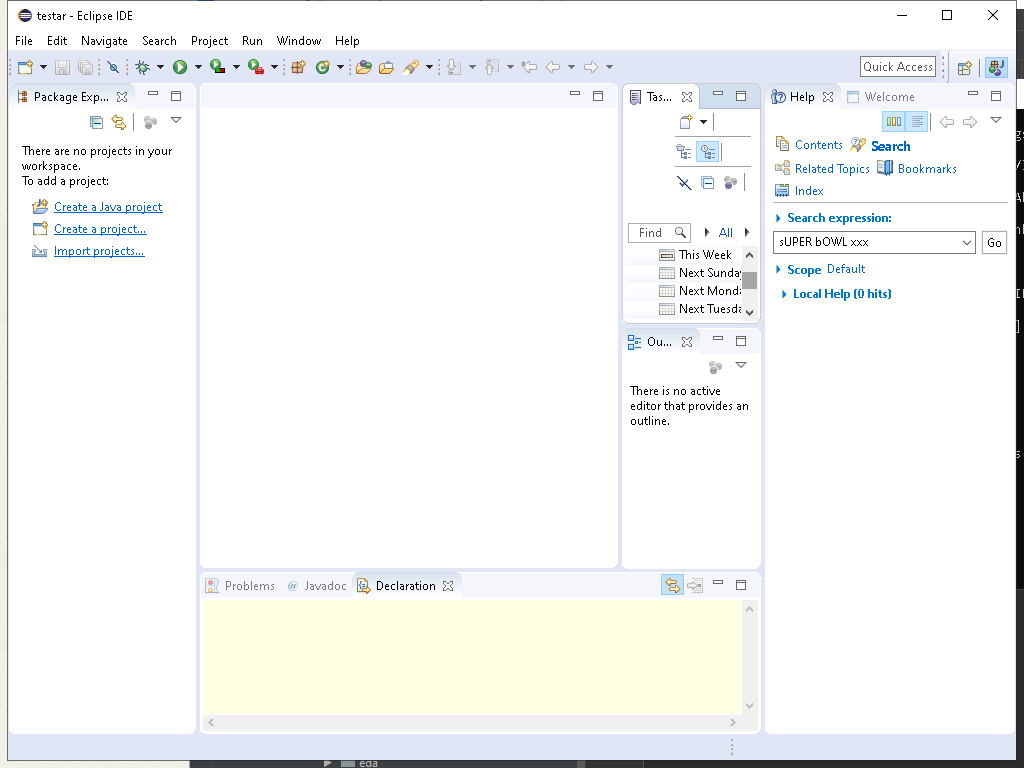 testar - Eclipse IDE
File Edit Navigate Search Project Run Window Help
Quick Access
Package Exp...
There are no projects in your
workspace.
To add a project:
Create a Java project
Create a project...
Import projects...
Tas...
Find
All
This Week
Next Sunday
Next Monda
Next Tuesda
Ou...
There is no active
editor that provides an
outline.
Help Welcome
Contents Search
Related Topics Bookmarks
Index
Search expression:
sUPER bOWL xxx
Go
Scope Default
Local Help (0 hits)
Problems @ Javadoc Declaration
eda